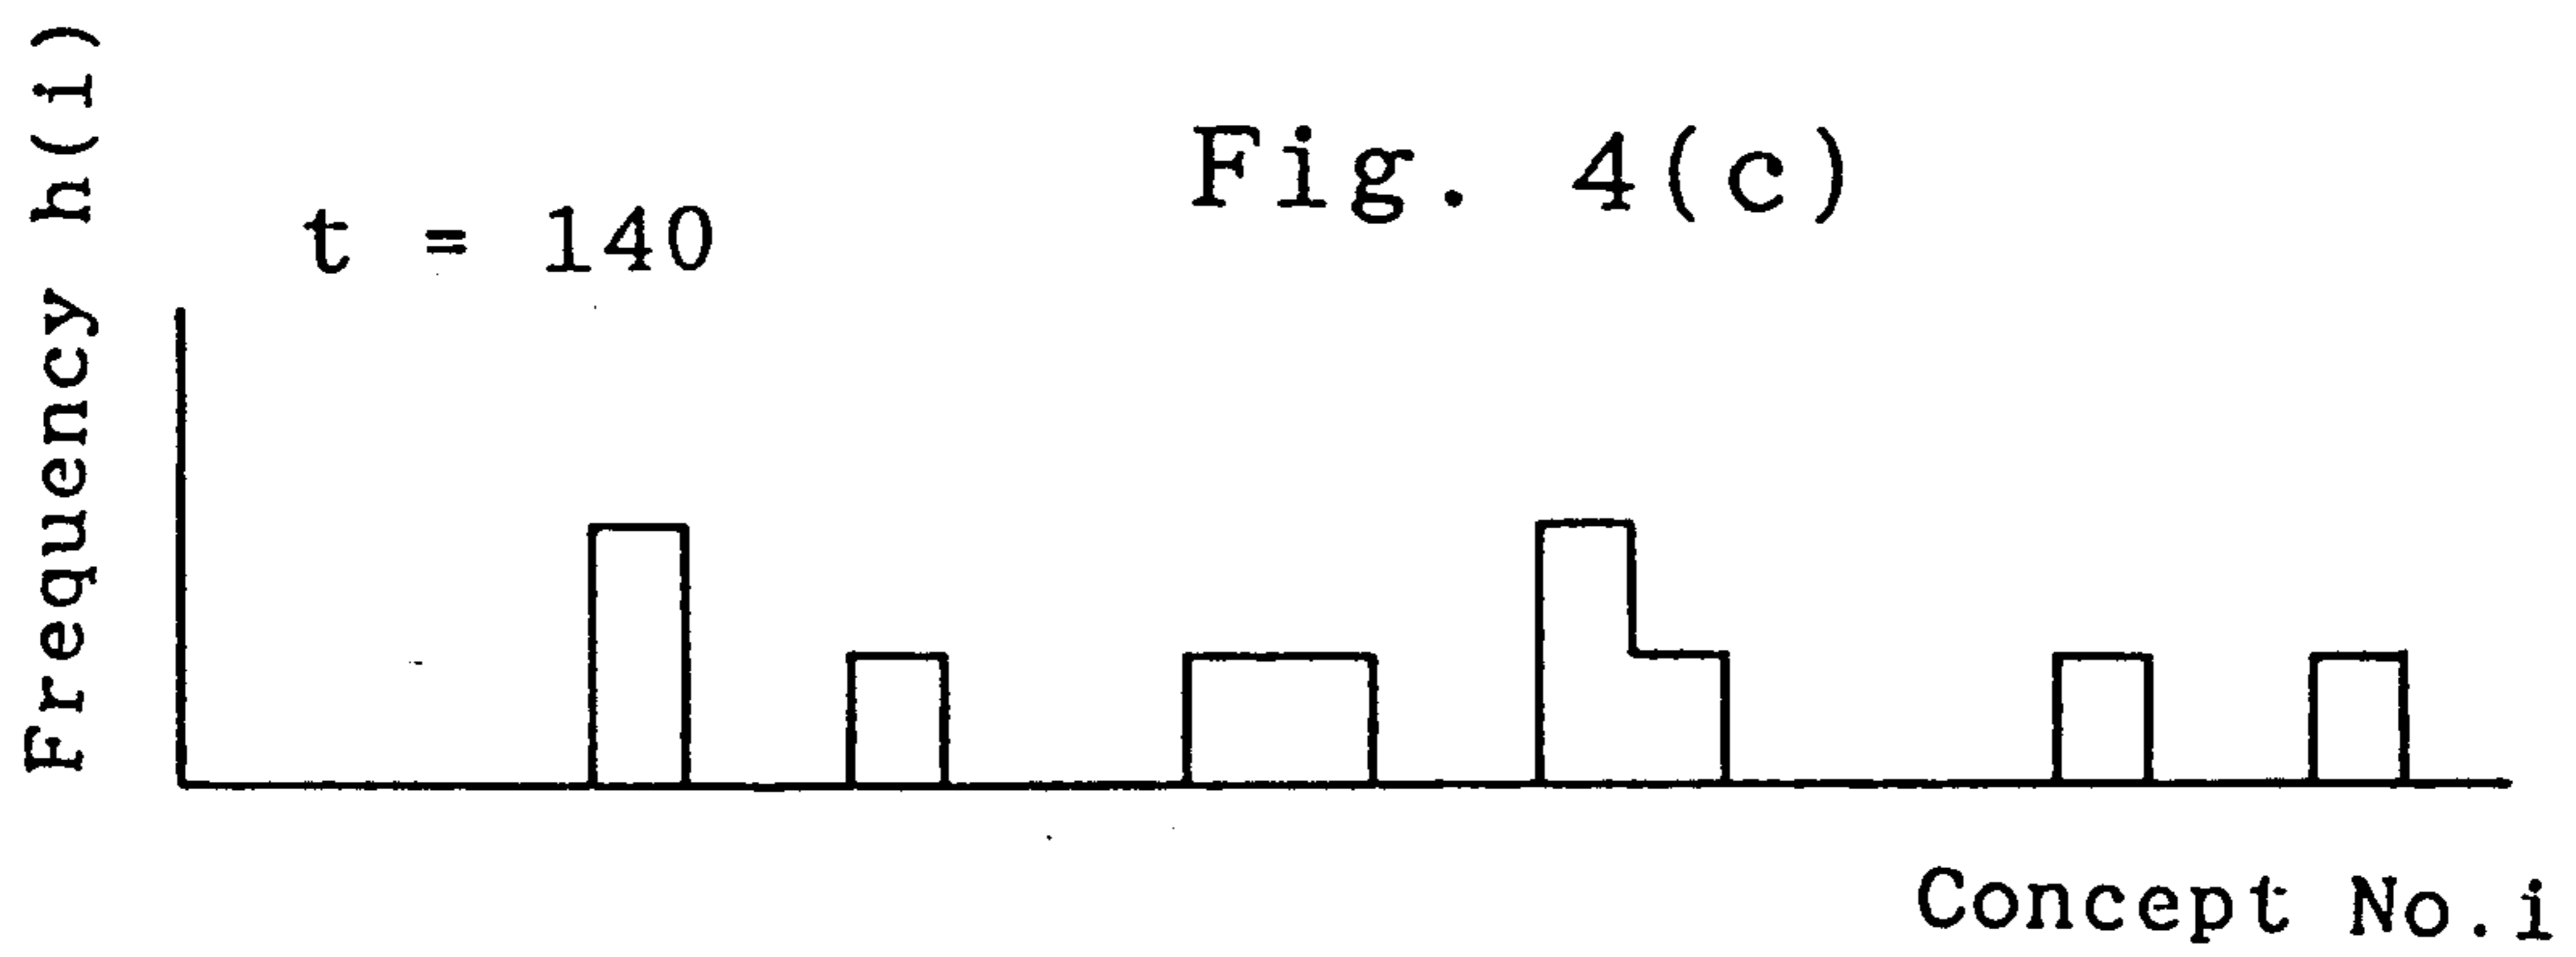 Fig. 4(c)
t = 140
Frequency h(i)
Concept No.i